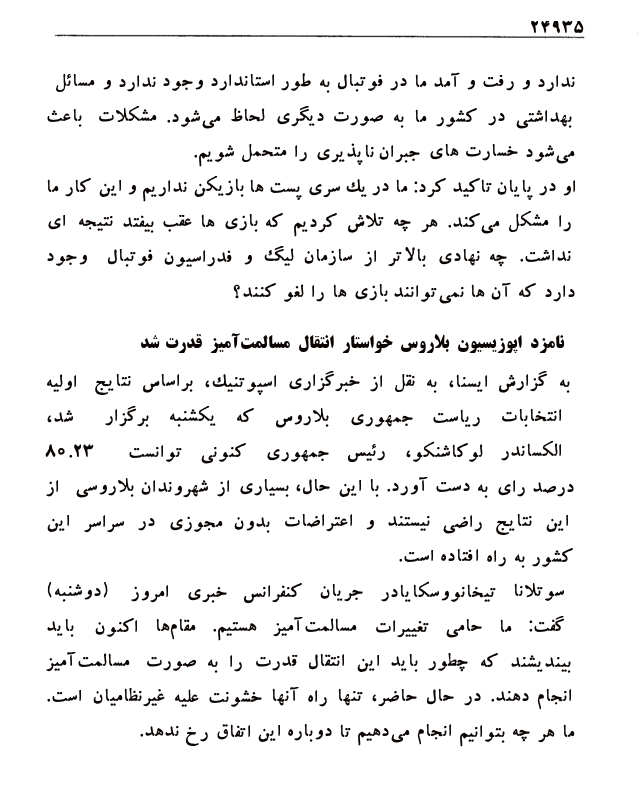 ۲۴۹۳۵
ندارد و رفت و آمد ما در فوتبال به طور استاندارد وجود ندارد و مسائل
بهداشتی در کشور ما به صورت دیگری لحاظ می‌شود. مشکلات باعث
می‌شود خسارت های جبران ناپذیری را متحمل شویم.
او در پایان تاکید کرد: ما در یك سری پست ها بازیکن نداریم و این کار ما
را مشکل می‌کند. هر چه تلاش کردیم که بازی ها عقب بیفتد نتیجه ای
نداشت. چه نهادی بالاتر از سازمان لیگ و فدراسیون فوتبال وجود
دارد که آن ها نمی‌توانند بازی ها را لغو کنند؟
نامزد اپوزیسیون بلاروس خواستار انتقال مسالمت‌آمیز قدرت شد
به گزارش ایسنا، به نقل از خبرگزاری اسپوتنیك، براساس نتایج اولیه
انتخابات ریاست جمهوری بلاروس که یکشنبه برگزار شد،
الکساندر لوکاشنکو، رئیس جمهوری کنونی توانست ۸۰.۲۳
درصد رای به دست آورد. با این حال، بسیاری از شهروندان بلاروسی از
این نتایج راضی نیستند و اعتراضات بدون مجوزی در سراسر این
کشور به راه افتاده است.
سوتلانا تیخانووسکایادر جریان کنفرانس خبری امروز (دوشنبه)
گفت: ما حامی تغییرات مسالمت‌آمیز هستیم. مقام‌ها اکنون باید
بیندیشند که چطور باید این انتقال قدرت را به صورت مسالمت‌آمیز
انجام دهند. در حال حاضر، تنها راه آنها خشونت علیه غیرنظامیان است.
ما هر چه بتوانیم انجام می‌دهیم تا دوباره این اتفاق رخ ندهد.